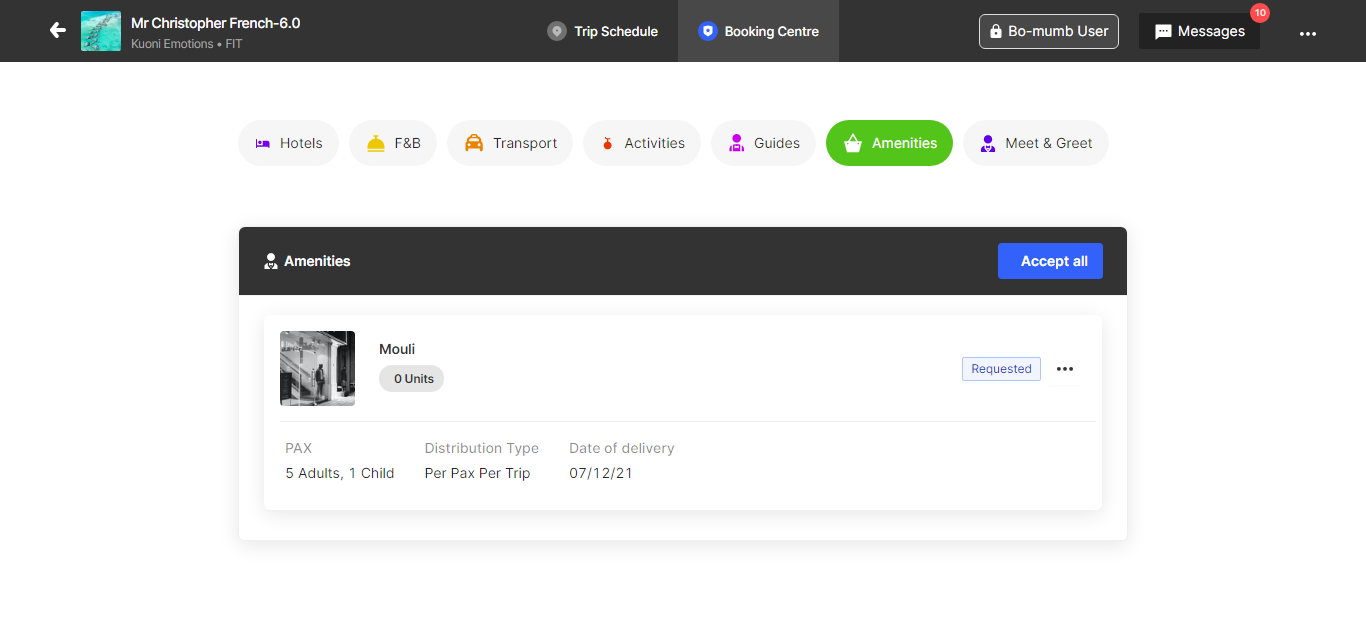 Mr Christopher French-6.0
Kuoni Emotions • FIT
Trip Schedule
Booking Centre
Bo-mumb User
Messages
10
Hotels
F&B
Transport
Activities
Guides
Amenities
Meet & Greet
Amenities
Accept all
Mouli
0 Units
Requested
PAX
Distribution Type
Date of delivery
5 Adults, 1 Child
Per Pax Per Trip
07/12/21